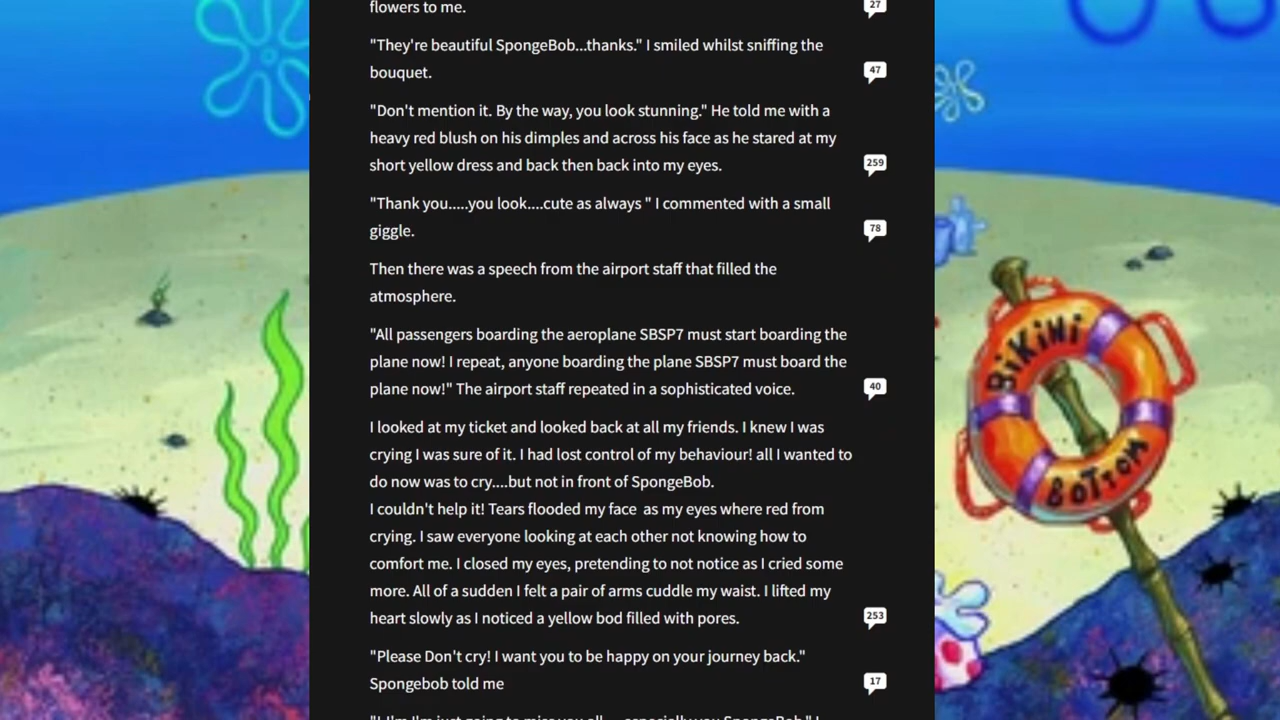 flowers to me.
27
"They're beautiful SpongeBob...thanks." I smiled whilst sniffing the
bouquet.
47
"Don't mention it. By the way, you look stunning." He told me with a
heavy red blush on his dimples and across his face as he stared at my
short yellow dress and back then back into my eyes.
259
"Thank you.....you look....cute as always " I commented with a small
giggle.
78
Then there was a speech from the airport staff that filled the
atmosphere.
"All passengers boarding the aeroplane SBSP7 must start boarding the
plane now! I repeat, anyone boarding the plane SBSP7 must board the
plane now!" The airport staff repeated in a sophisticated voice.
40
I looked at my ticket and looked back at all my friends. I knew I was
crying I was sure of it. I had lost control of my behaviour! all I wanted to
do now was to cry....but not in front of SpongeBob.
I couldn't help it! Tears flooded my face as my eyes where red from
crying. I saw everyone looking at each other not knowing how to
comfort me. I closed my eyes, pretending to not notice as I cried some
more. All of a sudden I felt a pair of arms cuddle my waist. I lifted my
heart slowly as I noticed a yellow bod filled with pores.
253
"Please Don't cry! I want you to be happy on your journey back."
Spongebob told me
17
"I-I'm I'm just going to miss you all.....especially you SpongeBob." I
BIKINI
BOTTOM